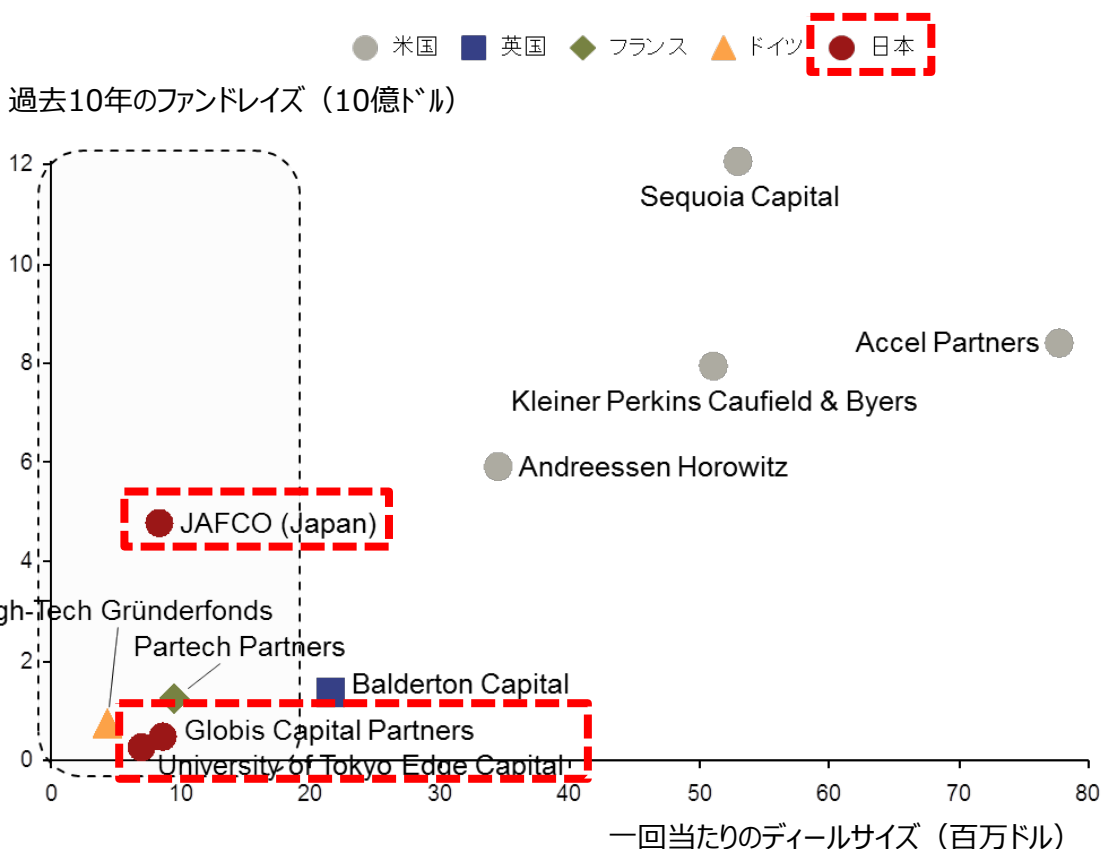 米国 英国 フランス ドイツ 日本
過去10年のファンドレイズ（10億ドル）
12
Sequoia Capital
10
Accel Partners
8
Kleiner Perkins Caufield & Byers
6
Andreessen Horowitz
JAFCO (Japan)
4
gh-Tech Gründerfonds
Partech Partners
2
Balderton Capital
Globis Capital Partners
0
University of Tokyo Edge Capital
0 10 20 30 40 50 60 70 80
一回当たりのディールサイズ（百万ドル）